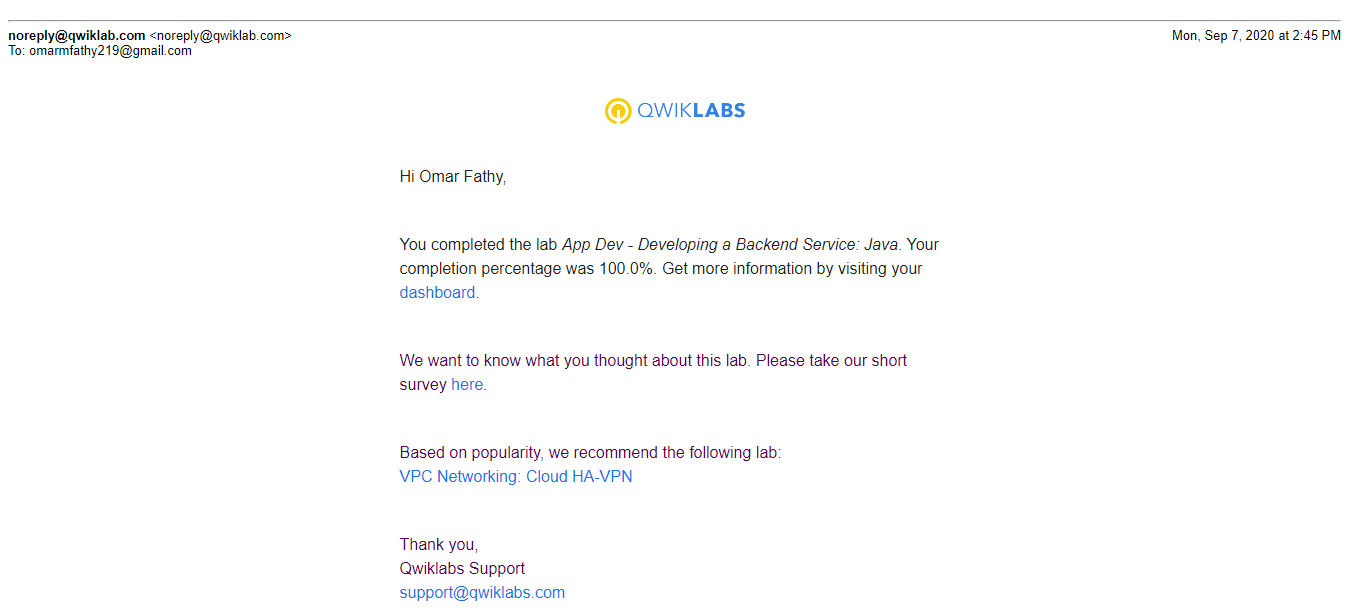 noreply@qwiklab.com <noreply@qwiklab.com> Mon, Sep 7, 2020 at 2:45 PM
To: omarmfathy219@gmail.com
QWIKLABS
Hi Omar Fathy,
You completed the lab App Dev - Developing a Backend Service: Java. Your
completion percentage was 100.0%. Get more information by visiting your
dashboard.
We want to know what you thought about this lab. Please take our short
survey here.
Based on popularity, we recommend the following lab:
VPC Networking: Cloud HA-VPN
Thank you,
Qwiklabs Support
support@qwiklabs.com